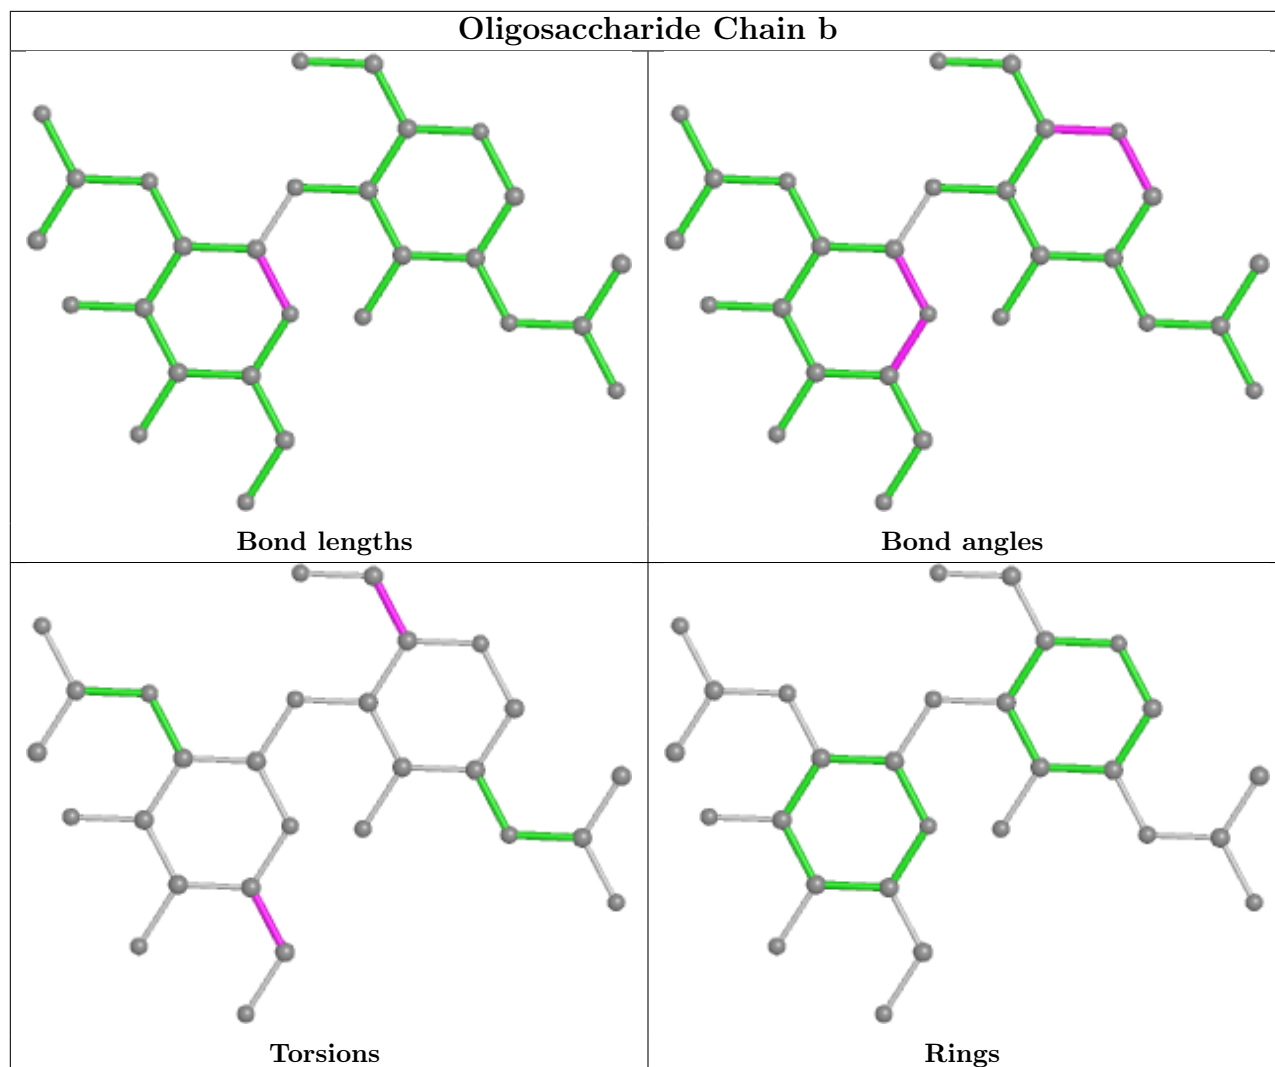 Oligosaccharide Chain b
Bond lengths
Bond angles
Torsions
Rings